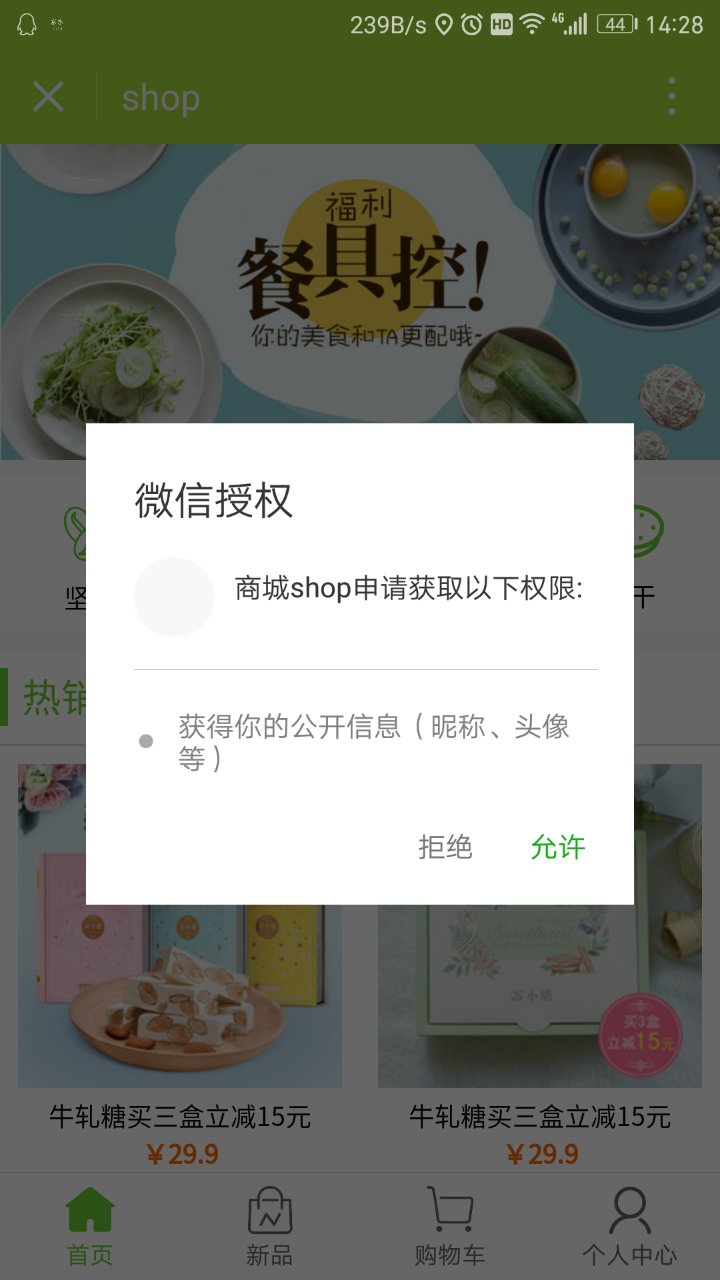 239B/s HD 4G 44 14:28
shop
福利
餐具控!
你的美食和TA更配哦~
微信授权
商城shop申请获取以下权限:
坚
干
热销
获得你的公开信息（昵称、头像
等）
拒绝 允许
Sweetheart
苏小糖
买3盒
立减15元
牛轧糖买三盒立减15元
¥29.9
牛轧糖买三盒立减15元
¥29.9
首页 新品 购物车 个人中心